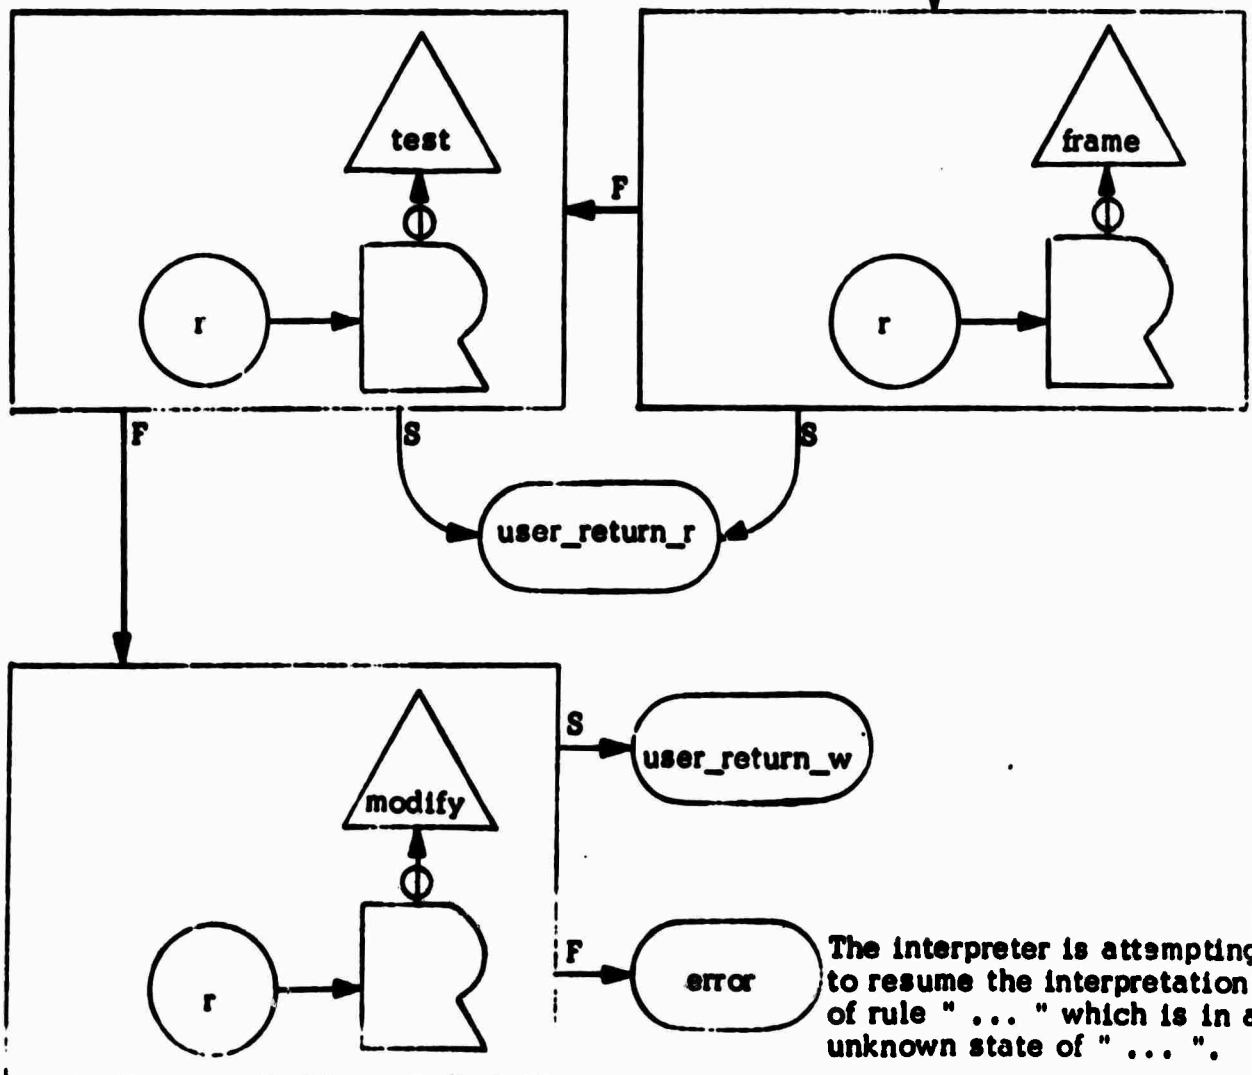 test
frame
F
r
r
F
S
S
user_return_r
modify
S
user_return_w
r
F
error
The interpreter is attempting
to resume the interpretation
of rule " ... " which is in a
unknown state of " ... ".